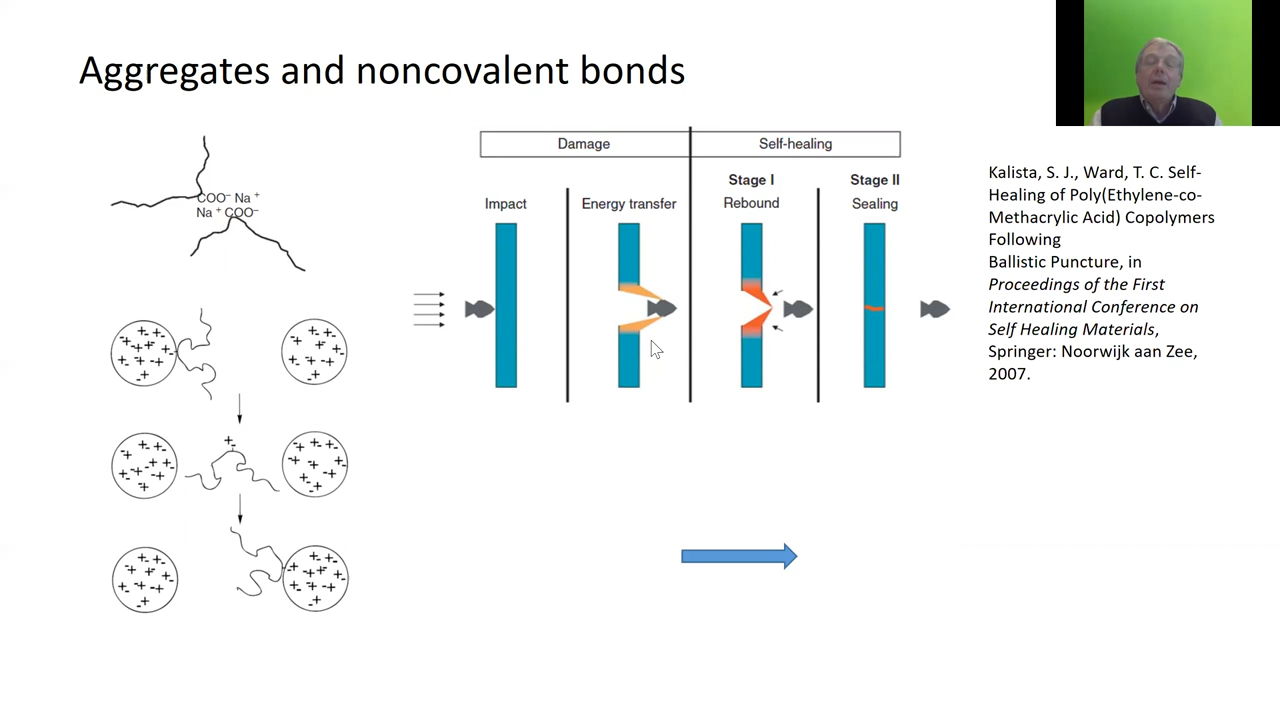 Aggregates and noncovalent bonds
COO⁻ Na ⁺
Na ⁺ COO⁻
Damage
Self-healing
Impact
Energy transfer
Stage I
Rebound
Stage II
Sealing
Kalista, S. J., Ward, T. C. Self-
Healing of Poly(Ethylene-co-
Methacrylic Acid) Copolymers
Following
Ballistic Puncture, in
Proceedings of the First
International Conference on
Self Healing Materials,
Springer: Noorwijk aan Zee,
2007.